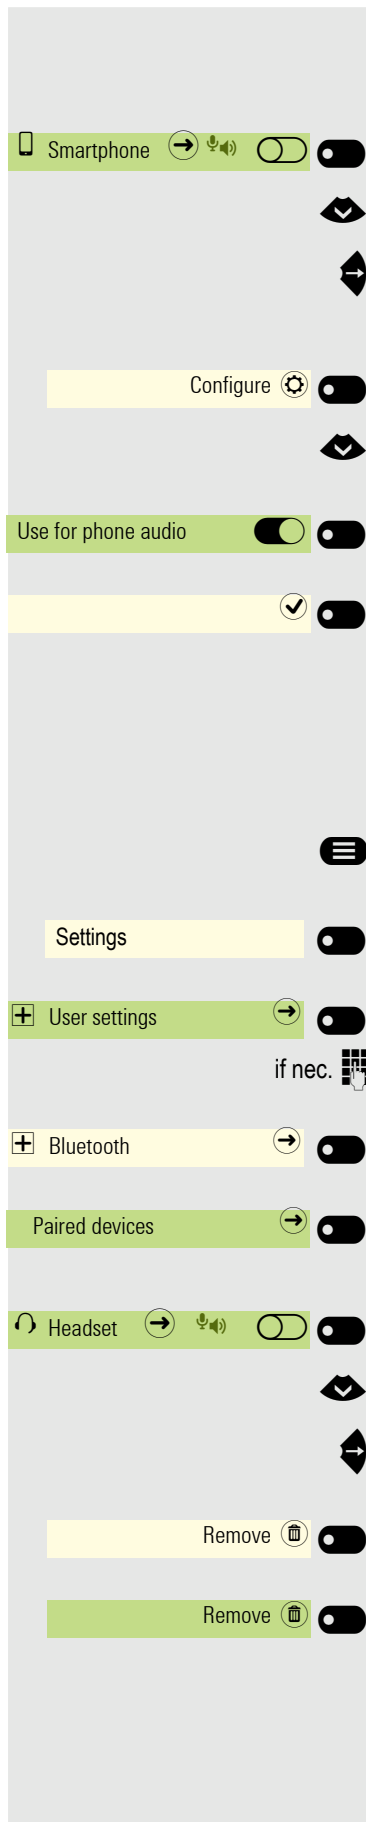 Smartphone
Configure
Use for phone audio
Settings
User settings
if nec.
Bluetooth
Paired devices
Headset
Remove
Remove